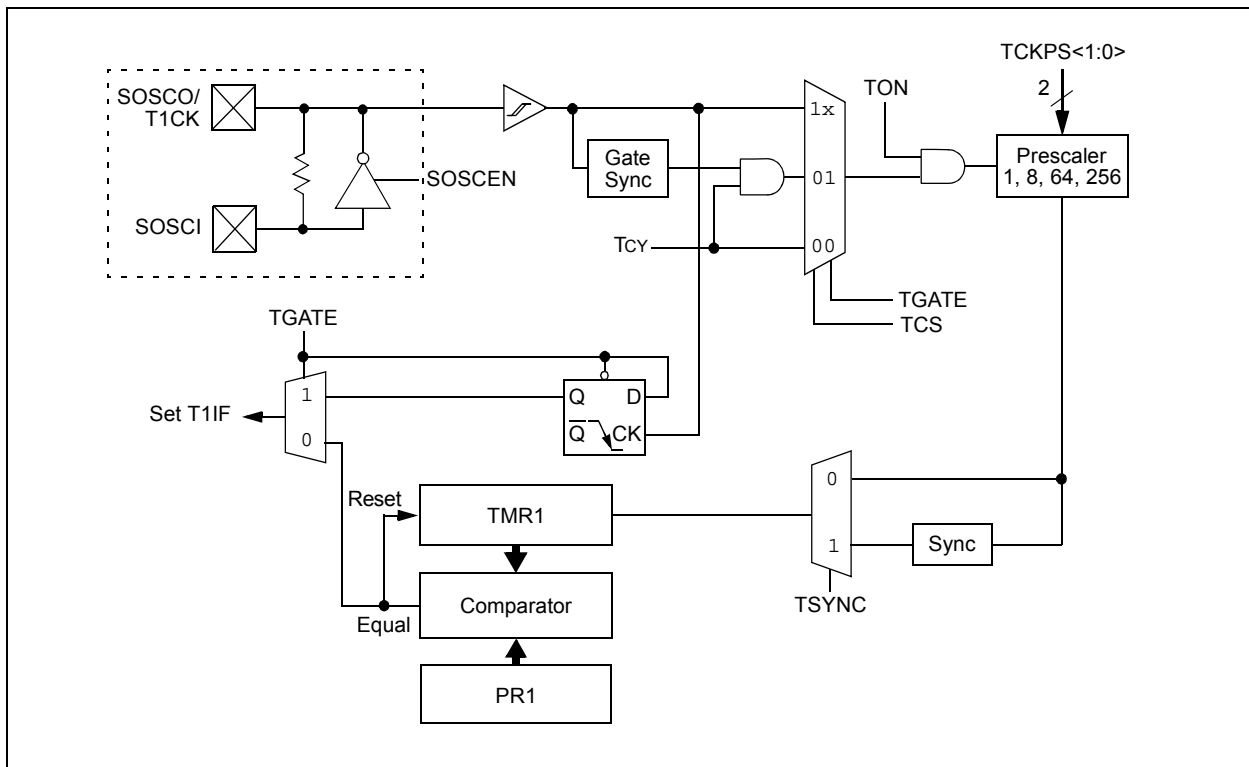 TCKPS<1:0>
2
SOSCO/
T1CK
TON
1x
Prescaler
1, 8, 64, 256
Gate
Sync
SOSCEN
01
SOSCI
TCY
00
TGATE
TCS
TGATE
1
Q
D
Set T1IF
0
Q
CK
Reset
TMR1
0
1
Sync
Comparator
TSYNC
Equal
PR1